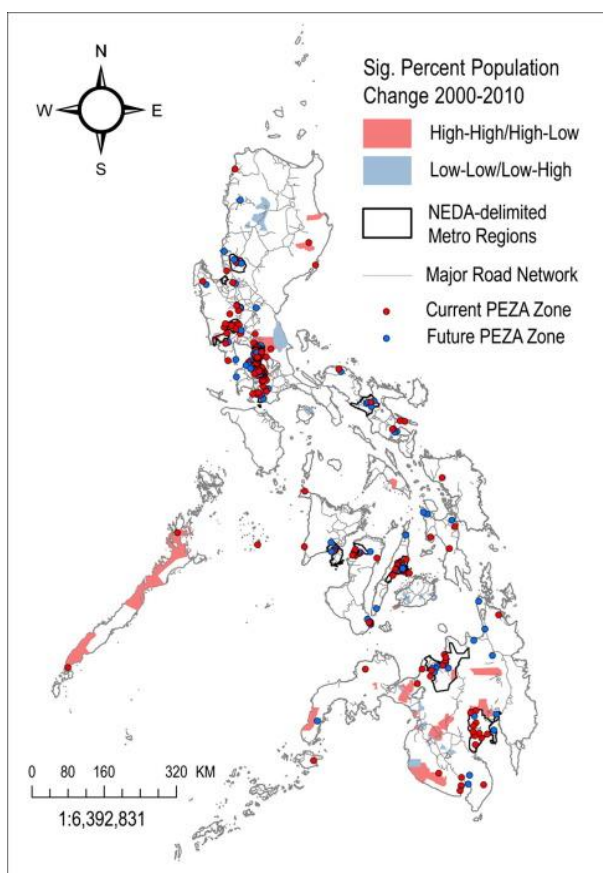 N
W
E
S
Sig. Percent Population
Change 2000-2010
High-High/High-Low
Low-Low/Low-High
NEDA-delimited
Metro Regions
Major Road Network
Current PEZA Zone
Future PEZA Zone
0 80 160 320 KM
1:6,392,831